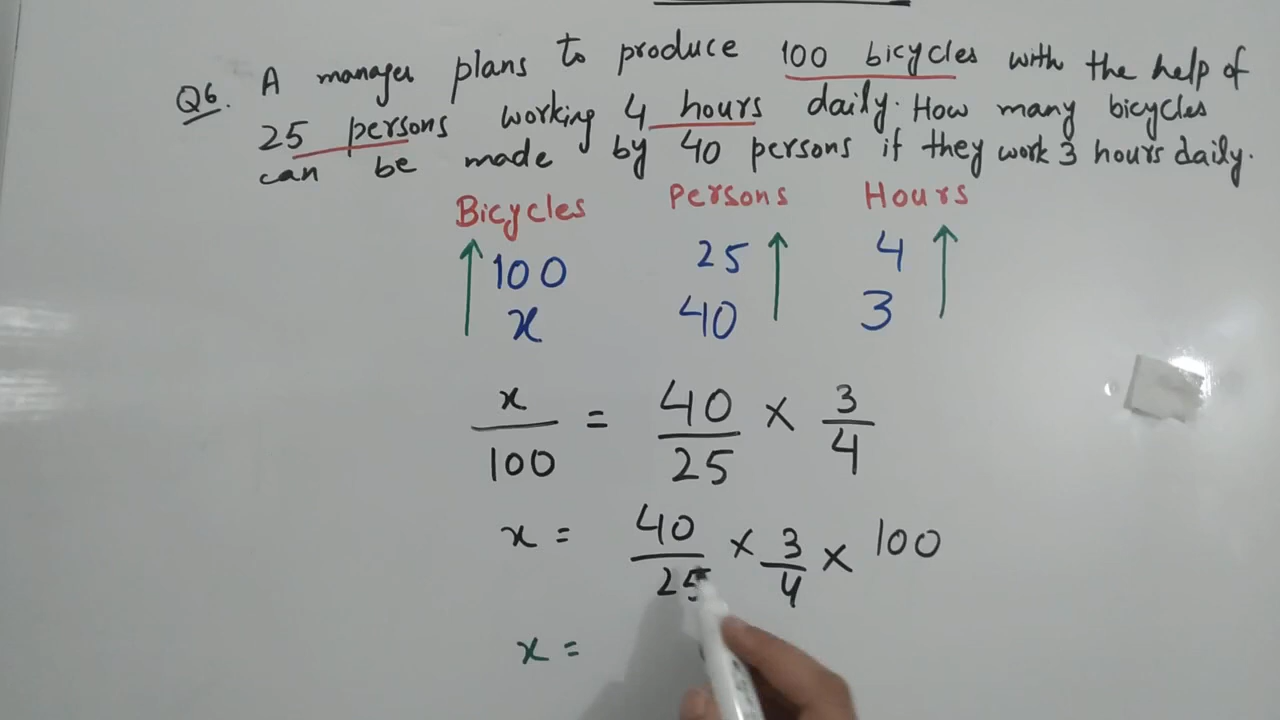 Q6. A manager plans to produce 100 bicycles with the help of
25 persons working 4 hours daily. How many bicycles
can be made by 40 persons if they work 3 hours daily.
Bicycles Persons Hours
100 25 4
x 40 3
x/100 = 40/25 × 3/4
x = 40/25 × 3/4 × 100
x =